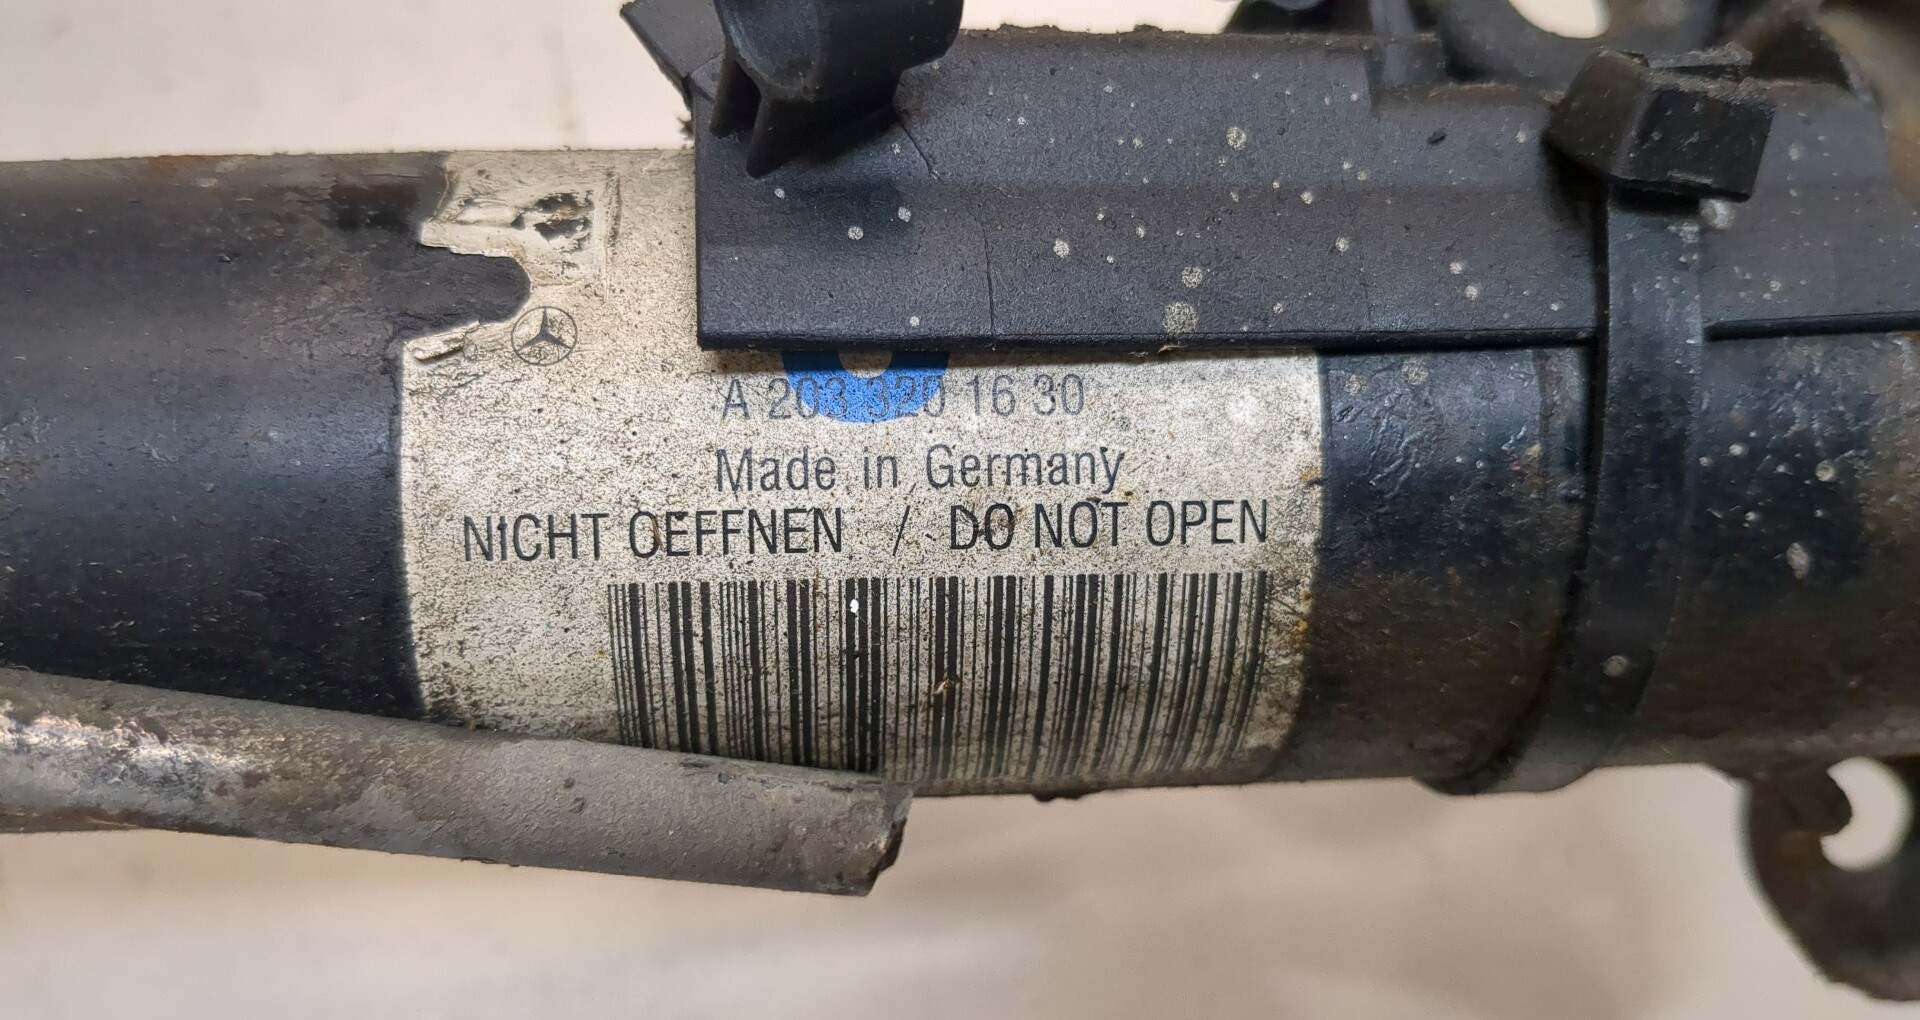 A 203 320 16 30
Made in Germany
NICHT OEFFNEN / DO NOT OPEN